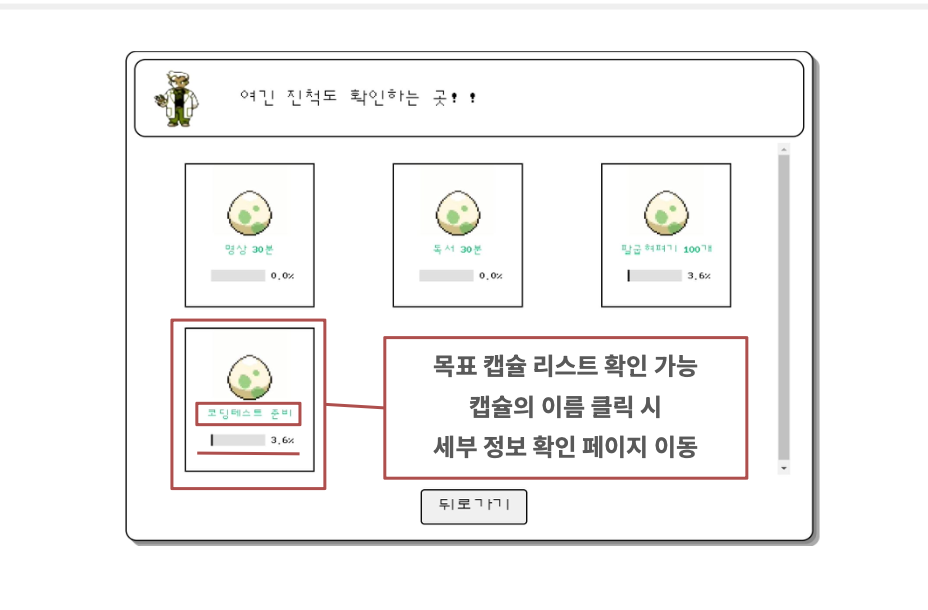 여긴 진척도 확인하는 곳!!
명상 30분
0.0%
독서 30분
0.0%
팔굽혀펴기 100개
3.6%
코딩테스트 준비
3.6%
목표 캡슐 리스트 확인 가능
캡슐의 이름 클릭 시
세부 정보 확인 페이지 이동
뒤로가기